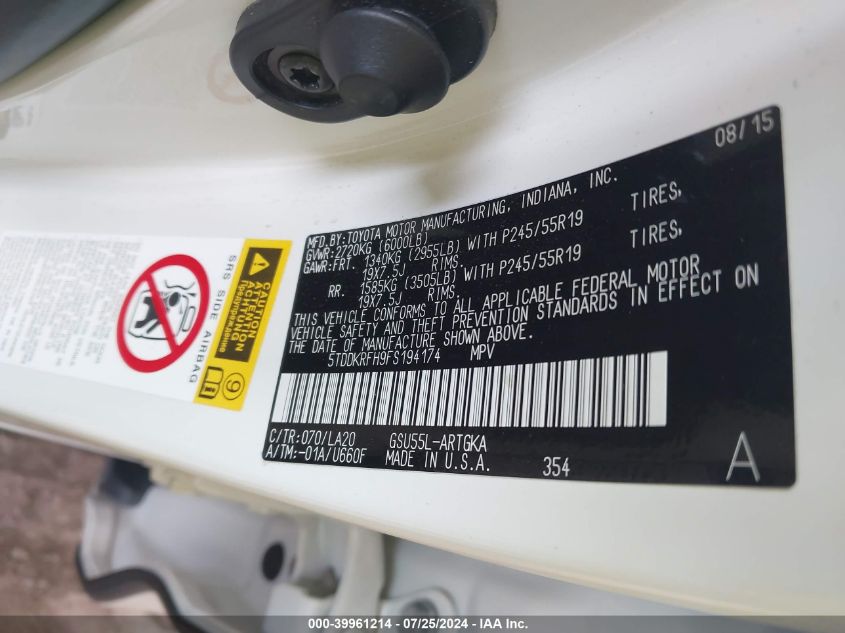 08/15
MFD.BY:TOYOTA MOTOR MANUFACTURING, INDIANA, INC.
GVWR:2720KG (6000LB)
GAWR:FRT. 1340KG (2955LB) WITH P245/55R19 TIRES,
19X7.5J RIMS.
RR. 1585KG (3505LB) WITH P245/55R19 TIRES,
19X7.5J RIMS.
THIS VEHICLE CONFORMS TO ALL APPLICABLE FEDERAL MOTOR
VEHICLE SAFETY AND THEFT PREVENTION STANDARDS IN EFFECT ON
THE DATE OF MANUFACTURE SHOWN ABOVE.
5TDDKRFH9FS194174 MPV
C/TR:070/LA20 GSU55L-ARTGKA
A/TM:-01A/U660F MADE IN U.S.A. 354 A
CAUTION
ATTENTION
ACHTUNG
Предупреждение
SRS SIDE AIRBAG
9
000-39961214 - 07/25/2024 - IAA Inc.